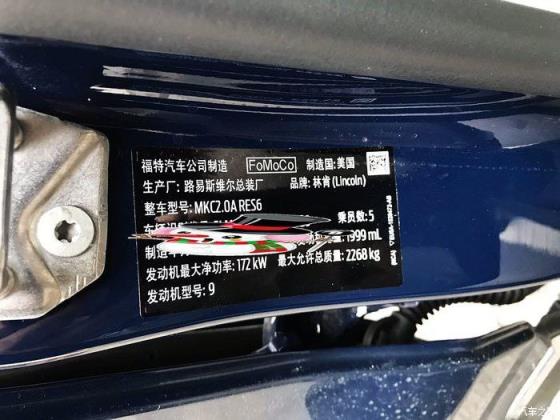 福特汽车公司制造 FoMoCo 制造国:美国
生产厂:路易斯维尔总装厂 品牌:林肯(Lincoln)
整车型号:MKC2.0A RES6
乘员数:5
制造 1999 mL
发动机最大净功率:172 kW 最大允许总质量:2268 kg
发动机型号:9